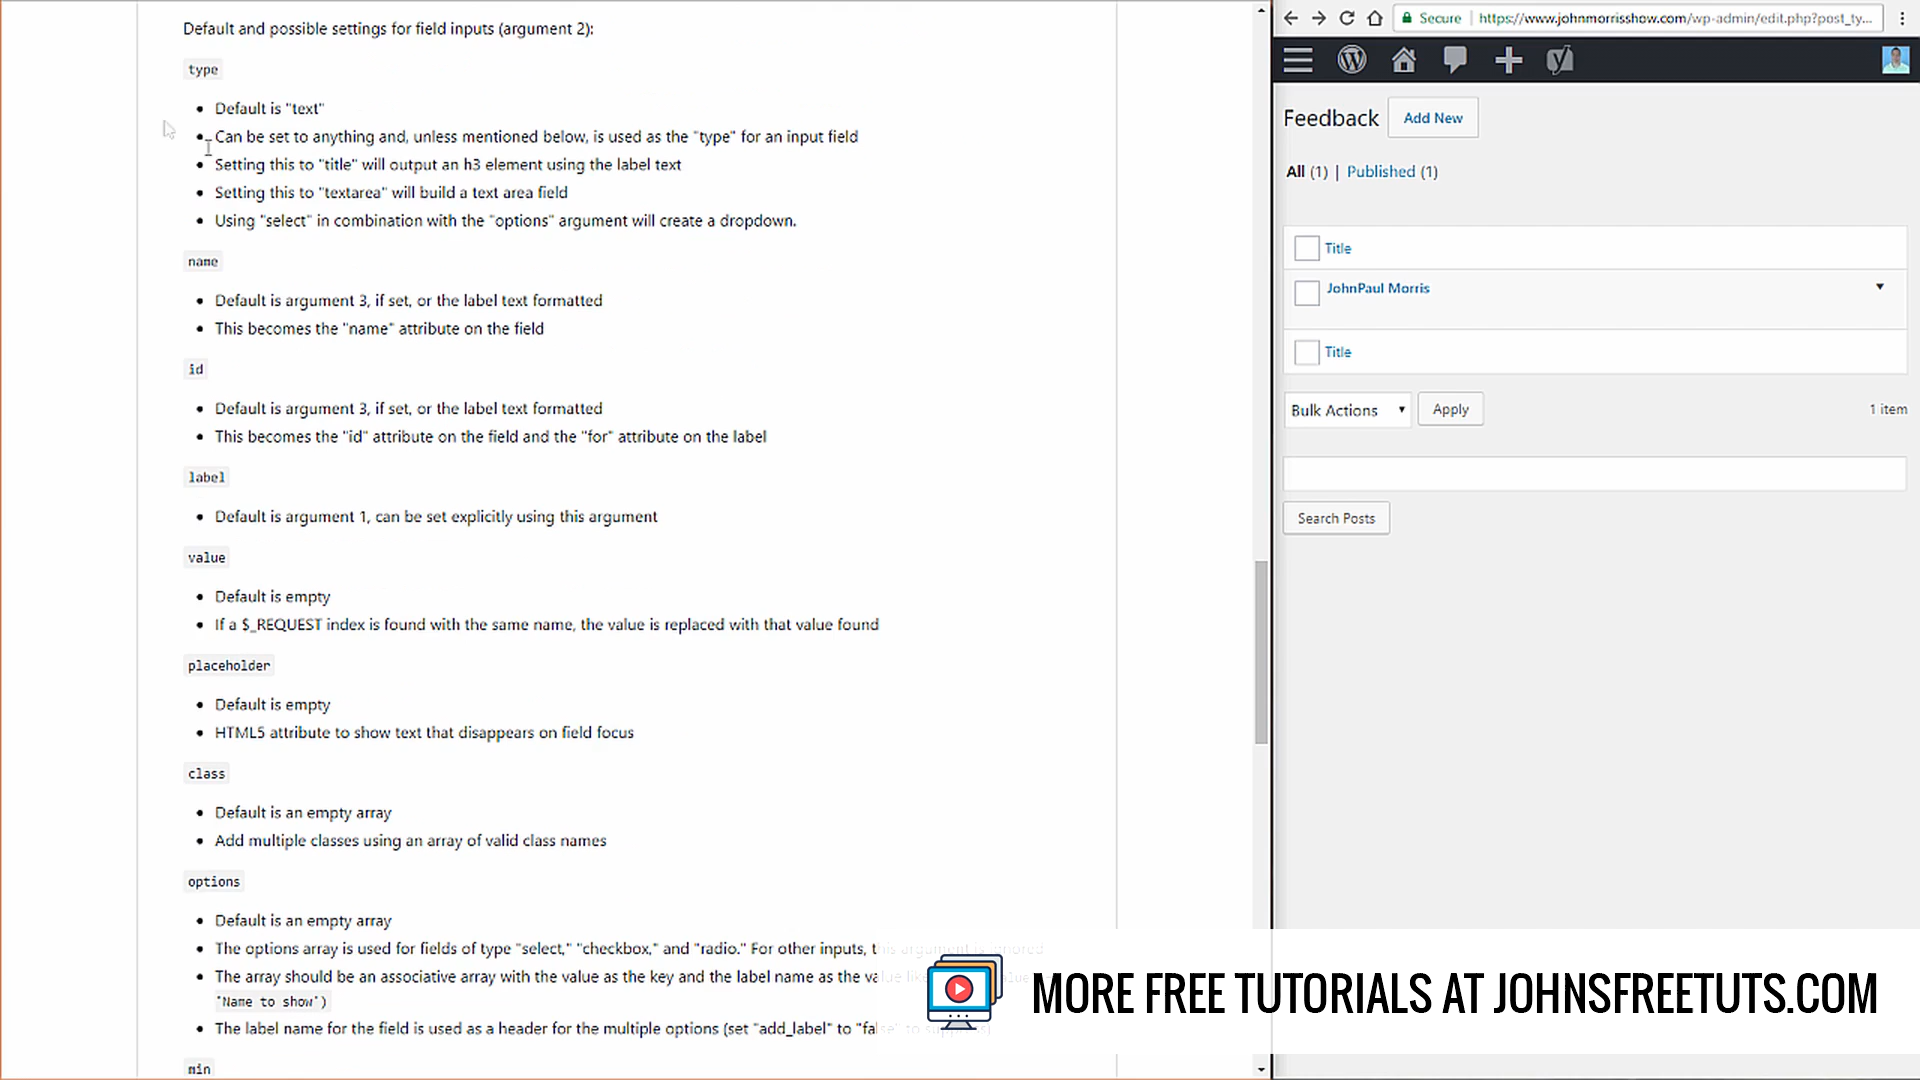 Default and possible settings for field inputs (argument 2):
type
Default is "text"
Can be set to anything and, unless mentioned below, is used as the "type" for an input field
Setting this to "title" will output an h3 element using the label text
Setting this to "textarea" will build a text area field
Using "select" in combination with the "options" argument will create a dropdown.
name
Default is argument 3, if set, or the label text formatted
This becomes the "name" attribute on the field
id
Default is argument 3, if set, or the label text formatted
This becomes the "id" attribute on the field and the "for" attribute on the label
label
Default is argument 1, can be set explicitly using this argument
value
Default is empty
If a $_REQUEST index is found with the same name, the value is replaced with that value found
placeholder
Default is empty
HTML5 attribute to show text that disappears on field focus
class
Default is an empty array
Add multiple classes using an array of valid class names
options
Default is an empty array
The options array is used for fields of type "select," "checkbox," and "radio." For other inputs, this argument is ignored
The array should be an associative array with the value as the key and the label name as the value
"Name to show")
The label name for the field is used as a header for the multiple options (set "add_label" to "false" to
min
Secure https://www.johnmorrisshow.com/wp-admin/edit.php?post_ty...
Feedback Add New
All (1) | Published (1)
Title
JohnPaul Morris
Title
Bulk Actions Apply 1 item
Search Posts
MORE FREE TUTORIALS AT JOHNSFREETUTS.COM